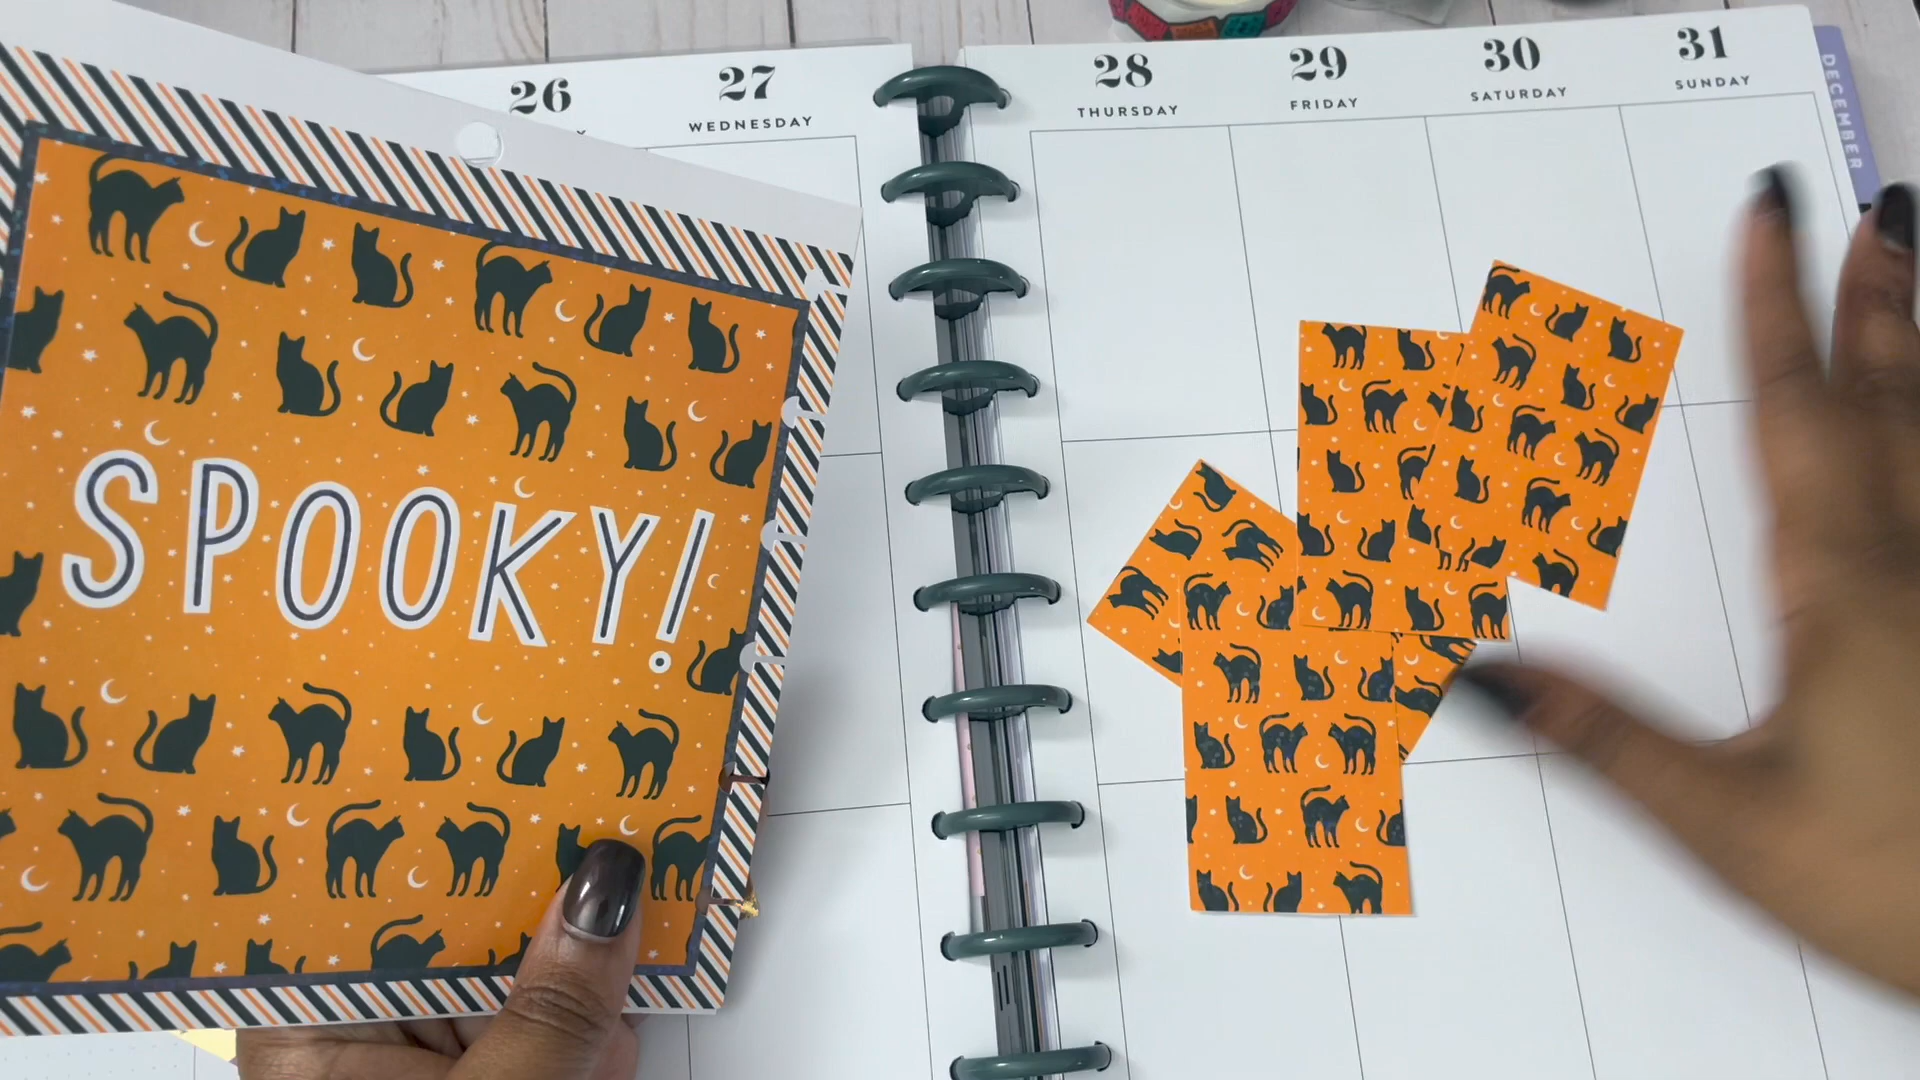 26
27
WEDNESDAY
28
THURSDAY
29
FRIDAY
30
SATURDAY
31
SUNDAY
DECEMBER
SPOOKY!